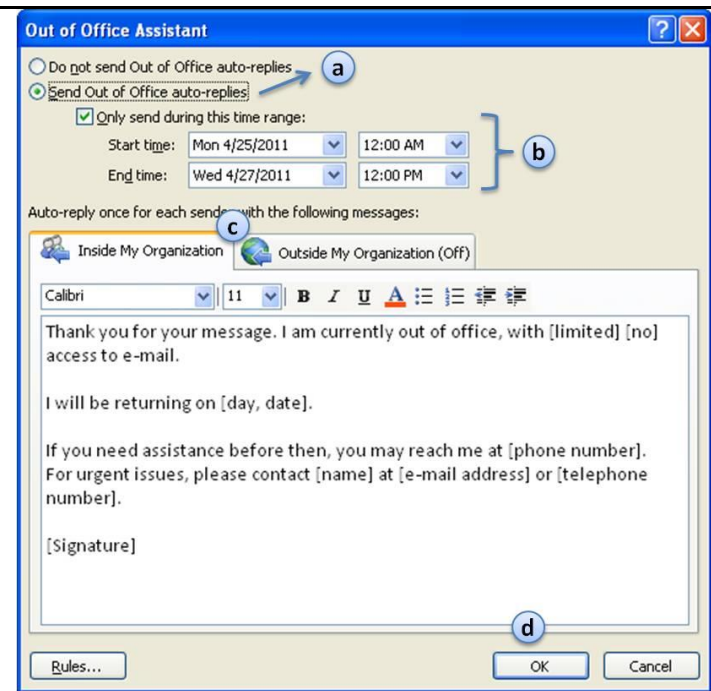 Out of Office Assistant
Do not send Out of Office auto-replies
a
Send Out of Office auto-replies
Only send during this time range:
Start time: Mon 4/25/2011 12:00 AM
b
End time: Wed 4/27/2011 12:00 PM
Auto-reply once for each sender with the following messages:
c
Inside My Organization Outside My Organization (Off)
Calibri 11 B I U A
Thank you for your message. I am currently out of office, with [limited] [no]
access to e-mail.
I will be returning on [day, date].
If you need assistance before then, you may reach me at [phone number].
For urgent issues, please contact [name] at [e-mail address] or [telephone
number].
[Signature]
d
Rules... OK Cancel